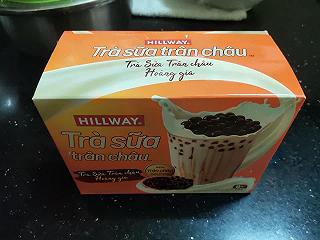 HILLWAY.
Trà sữa trân châu
Trà Sữa Trân châu
Hoàng gia
HILLWAY.
Trà sữa
trân châu
Trà Sữa Trân châu
Hoàng gia